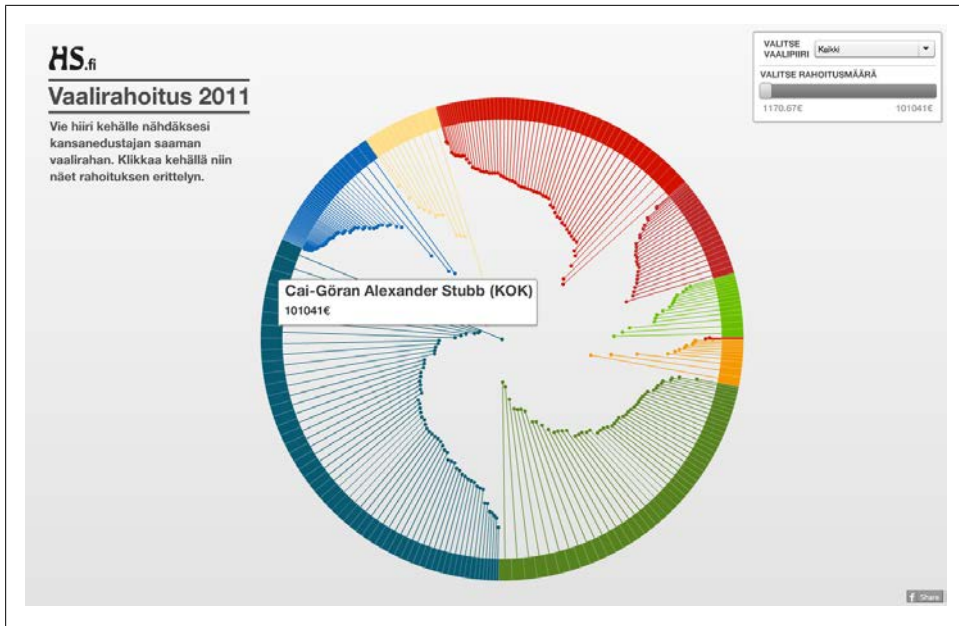 HS.fi
Vaalirahoitus 2011
Vie hiiri kehälle nähdäksesi
kansanedustajan saaman
vaalirahan. Klikkaa kehällä niin
näet rahoituksen erittelyn.
VALITSE
VAALIPIIRI Kaikki
VALITSE RAHOITUSMÄÄRÄ
1170.67€ 101041€
Cai-Göran Alexander Stubb (KOK)
101041€
f Share